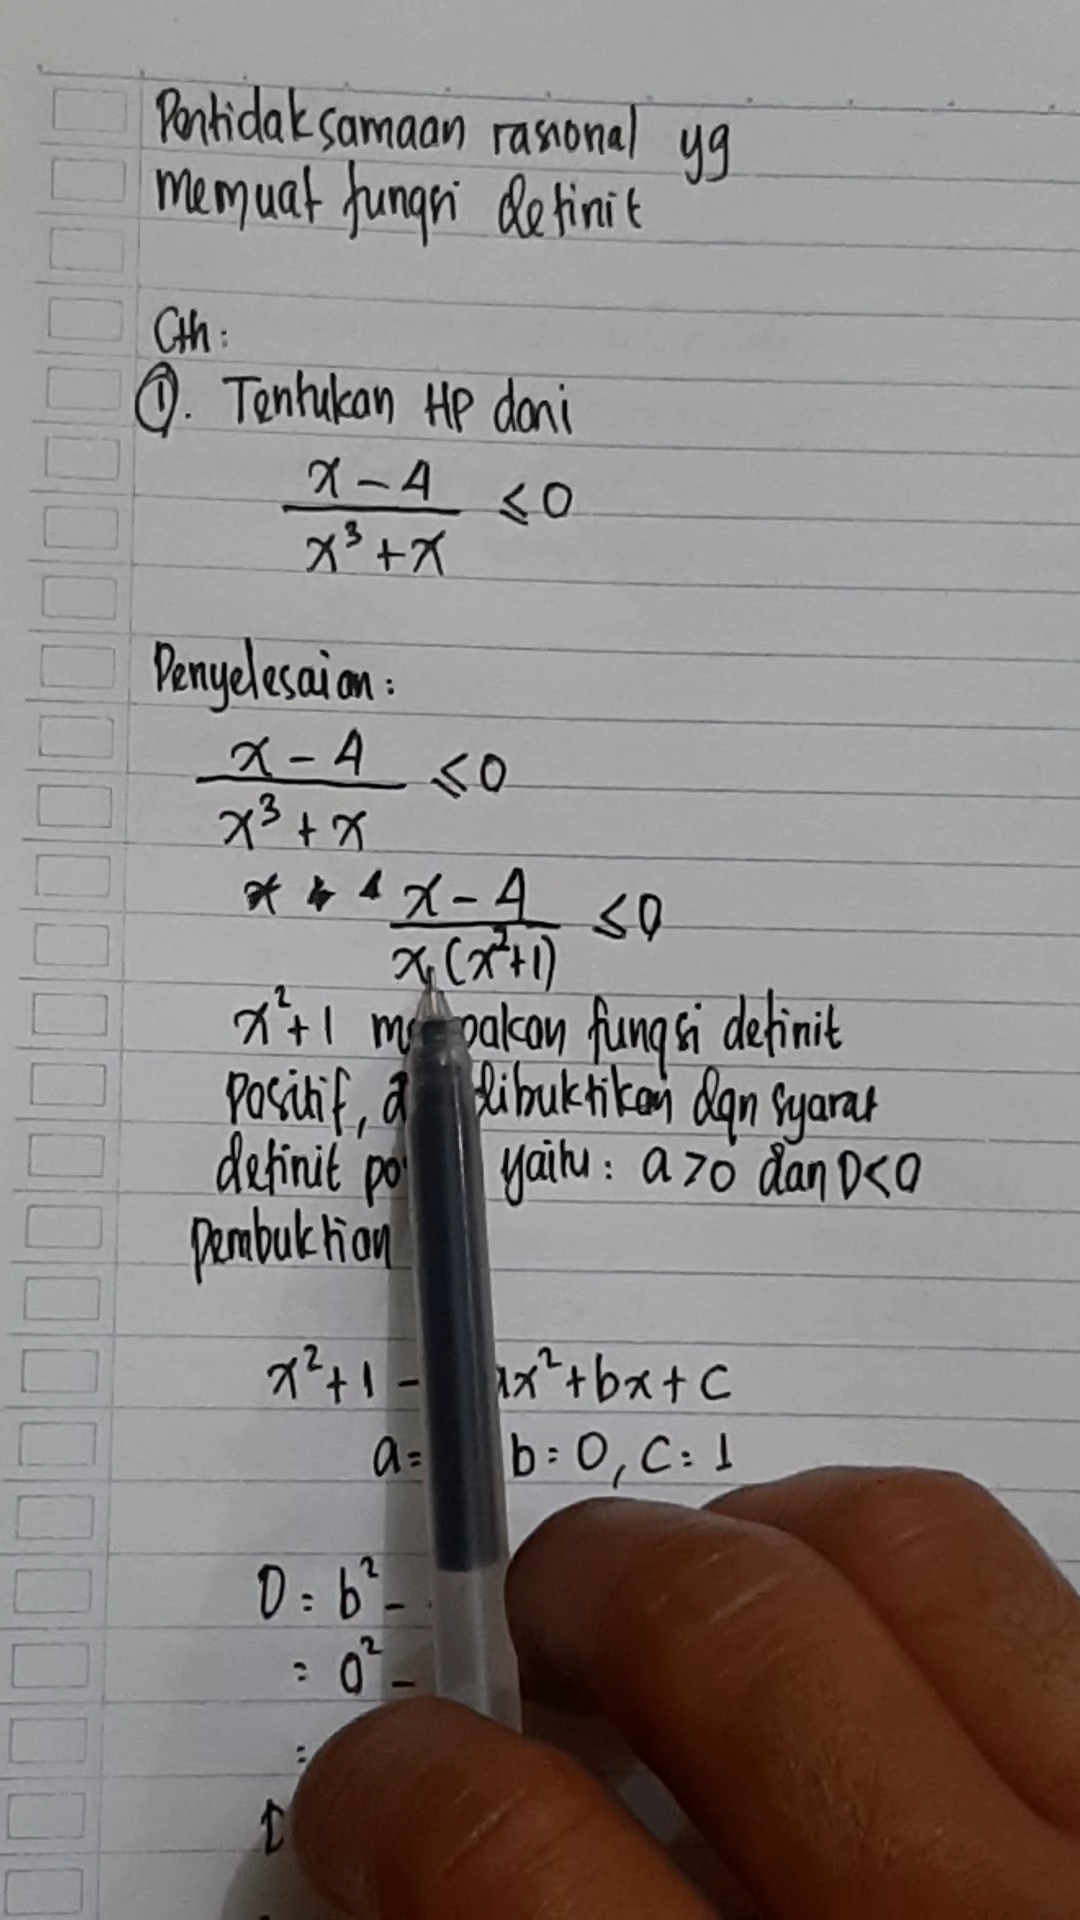 Pertidaksamaan rasional yg
memuat fungsi definit
Cth:
①. Tentukan HP dari
x - 4
x³ + x
≤ 0
Penyelesaian:
x - 4
x³ + x
≤ 0
x - 4
x (x²+1)
≤ 0
x²+1 fungsi definit
Positif, dibuktikan dgn syarat
definit yaitu: a > 0 dan D < 0
Pembuktian
x²+1 x² + bx + c
a = b = 0, c = 1
D = b² -
= 0² -
=